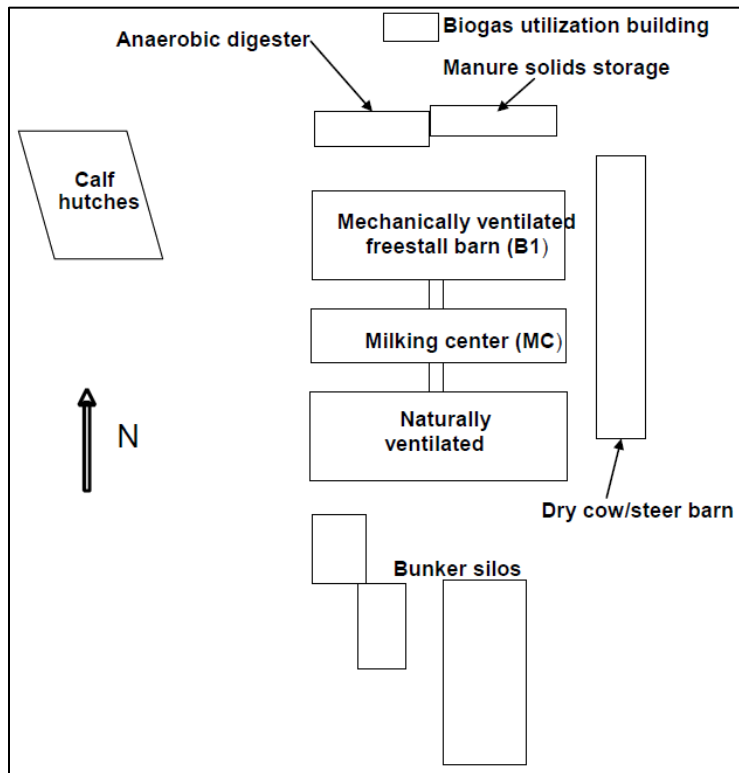 Biogas utilization building
Anaerobic digester
Manure solids storage
Calf
hutches
Mechanically ventilated
freestall barn (B1)
Milking center (MC)
N
Naturally
ventilated
Dry cow/steer barn
Bunker silos